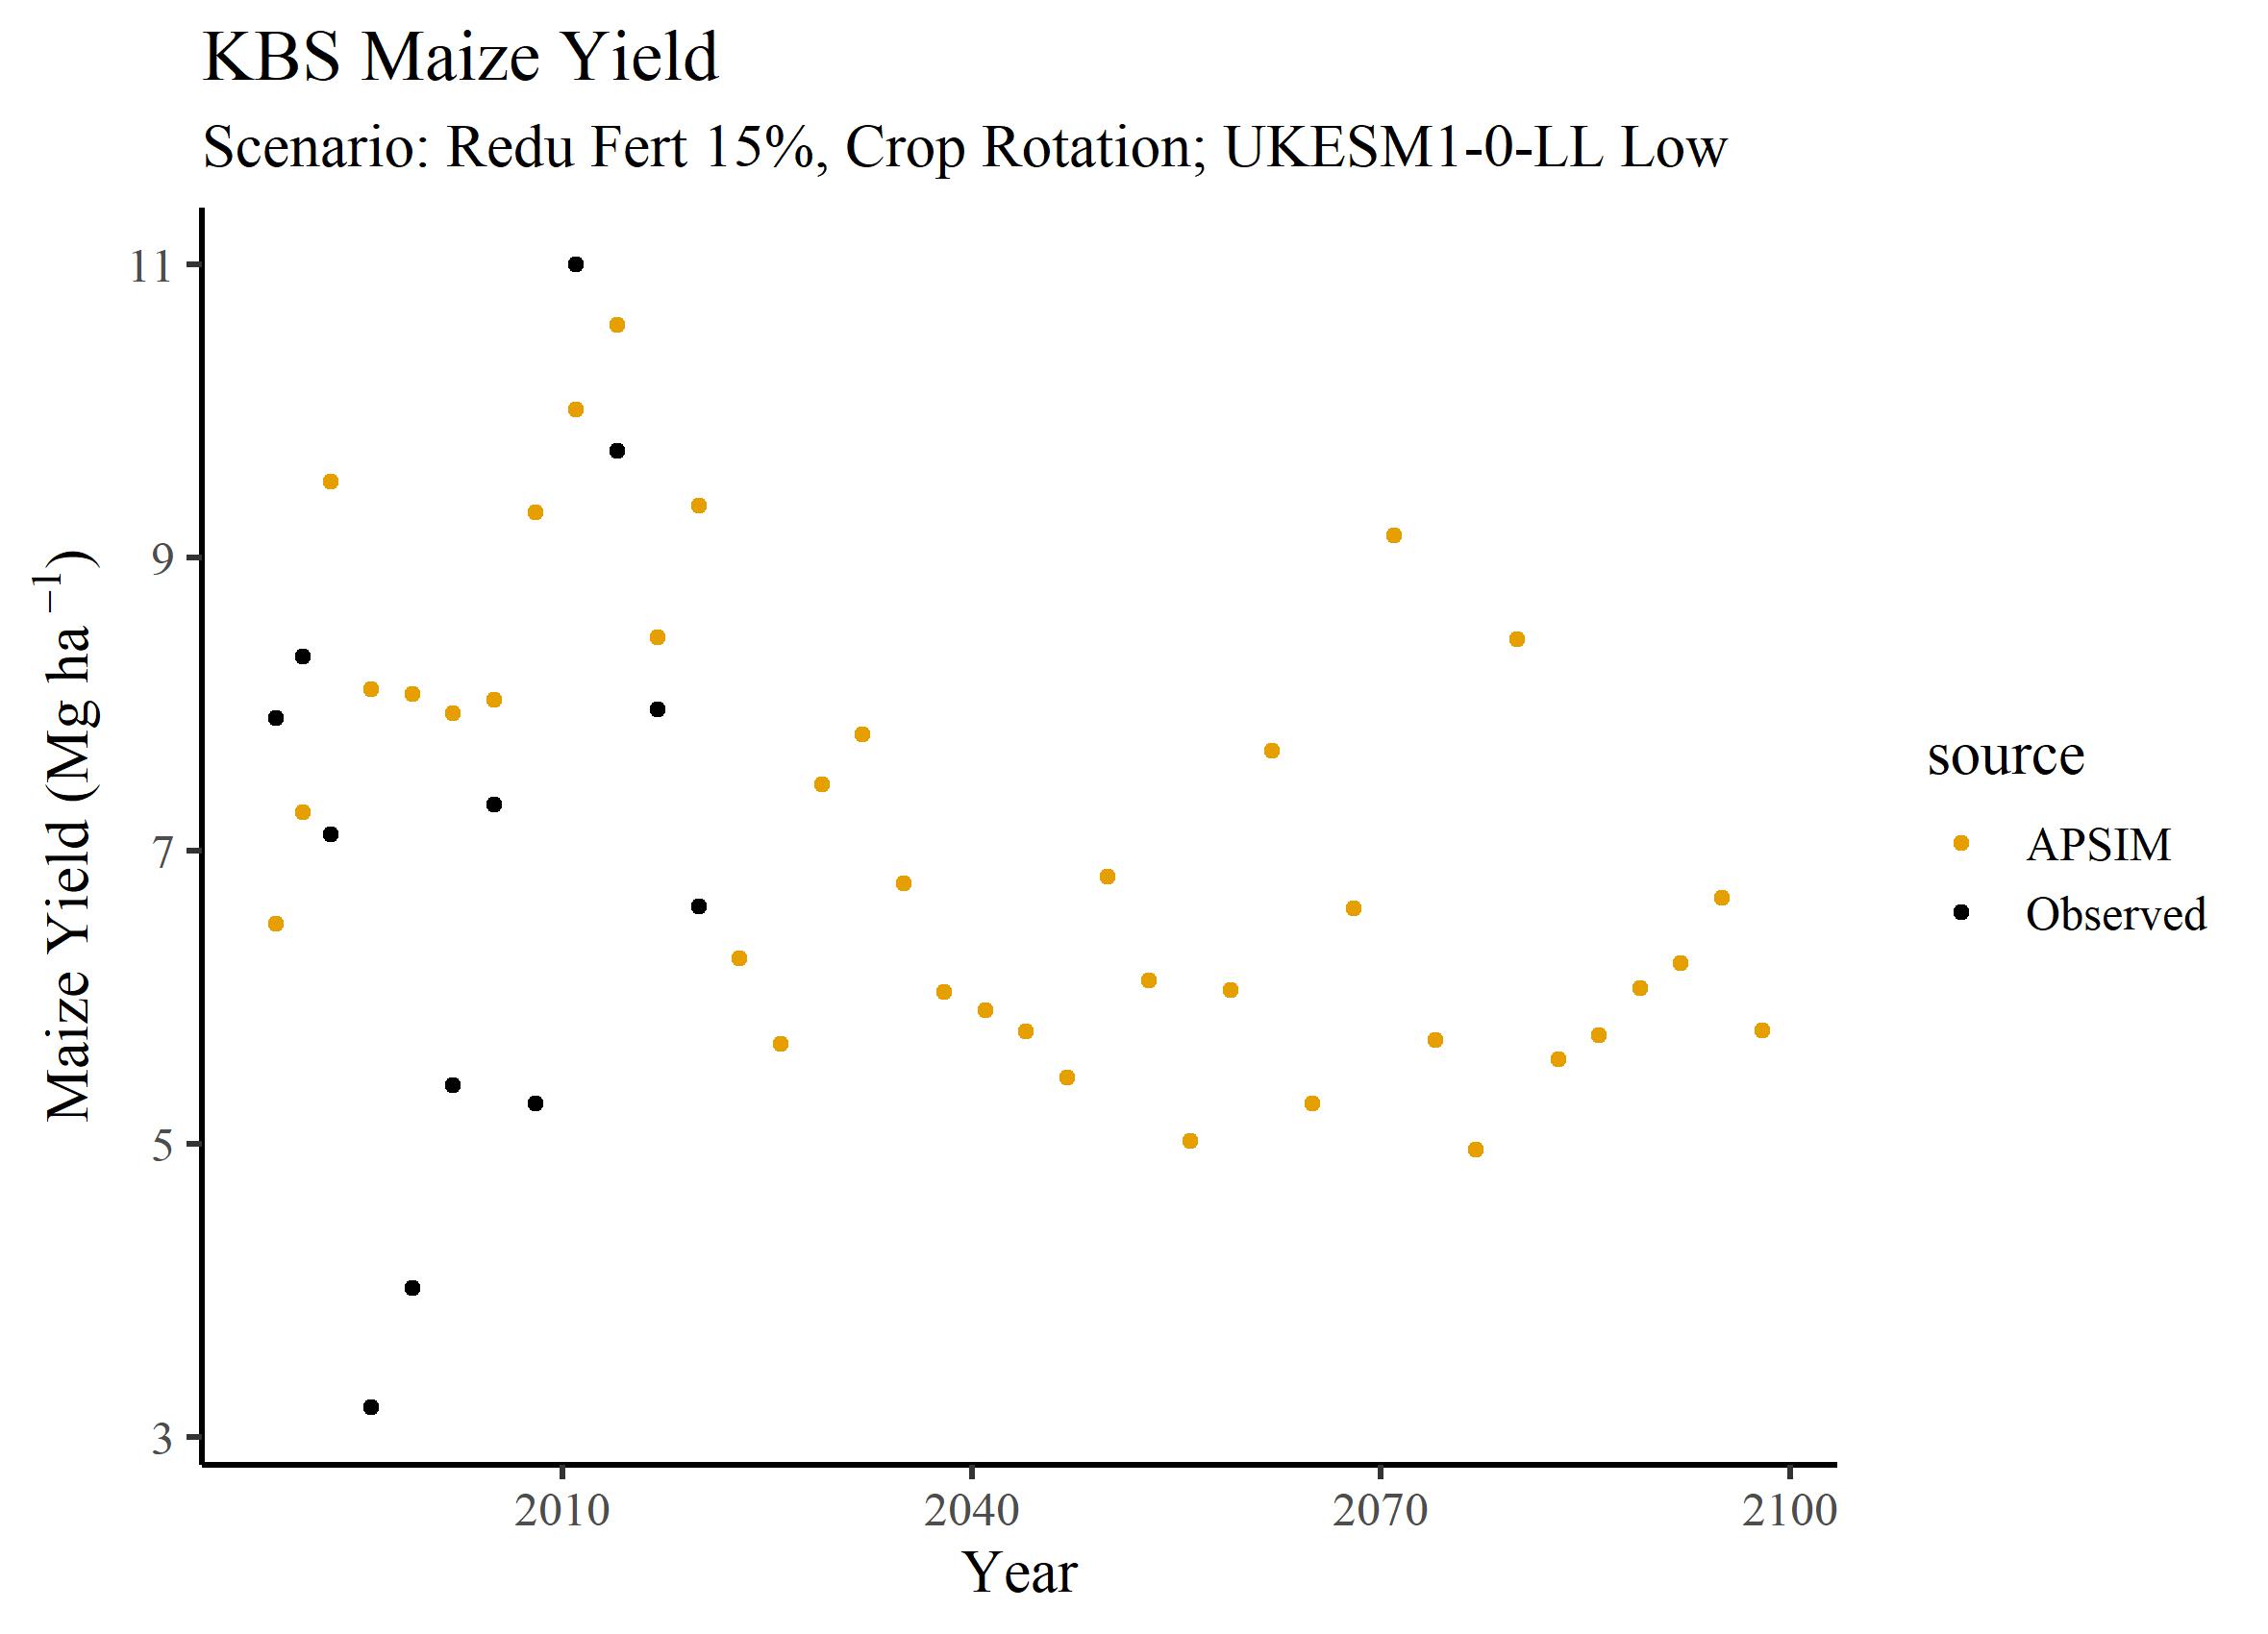 KBS Maize Yield
Scenario: Redu Fert 15%, Crop Rotation; UKESM1-0-LL Low
Maize Yield (Mg ha⁻¹)
11
9
7
5
3
2010
2040
2070
2100
Year
source
APSIM
Observed